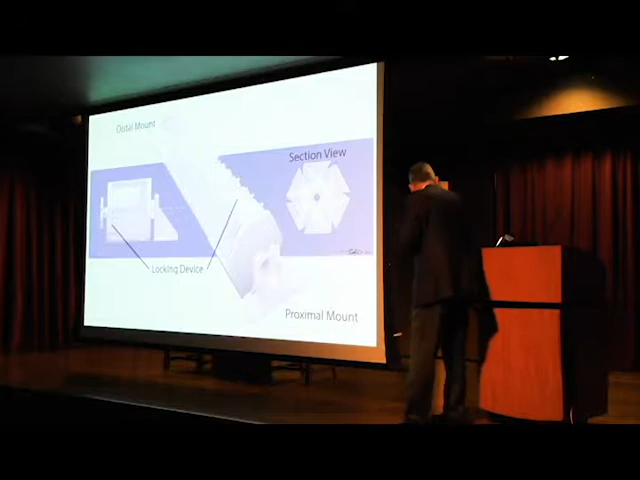 Distal Mount
Section View
Locking Device
Proximal Mount